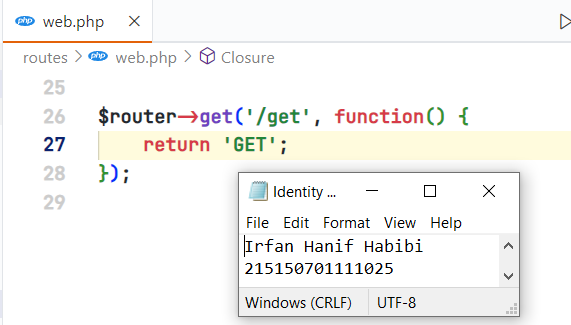 php web.php
routes > php web.php > Closure
25
26 $router->get('/get', function() {
27 return 'GET';
28 });
29
Identity ...
File Edit Format View Help
Irfan Hanif Habibi
215150701111025
Windows (CRLF) UTF-8